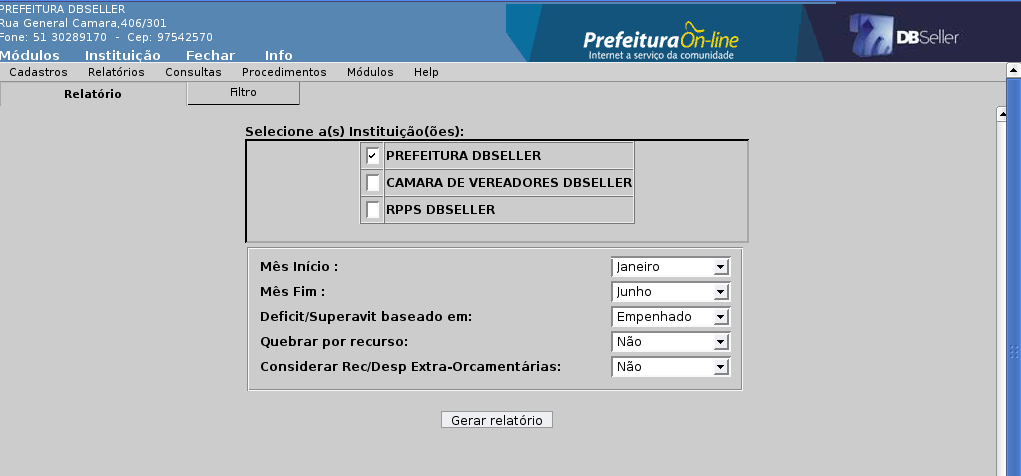 PREFEITURA DBSELLER
Rua General Camara,406/301
Fone: 51 30289170 - Cep: 97542570
PrefeituraOn-line
Internet a serviço da comunidade
DBSeller
Módulos Instituição Fechar Info
Cadastros Relatórios Consultas Procedimentos Módulos Help
Relatório Filtro
Selecione a(s) Instituição(ões):
PREFEITURA DBSELLER
CAMARA DE VEREADORES DBSELLER
RPPS DBSELLER
Mês Início : Janeiro
Mês Fim : Junho
Deficit/Superavit baseado em: Empenhado
Quebrar por recurso: Não
Considerar Rec/Desp Extra-Orcamentárias: Não
Gerar relatório